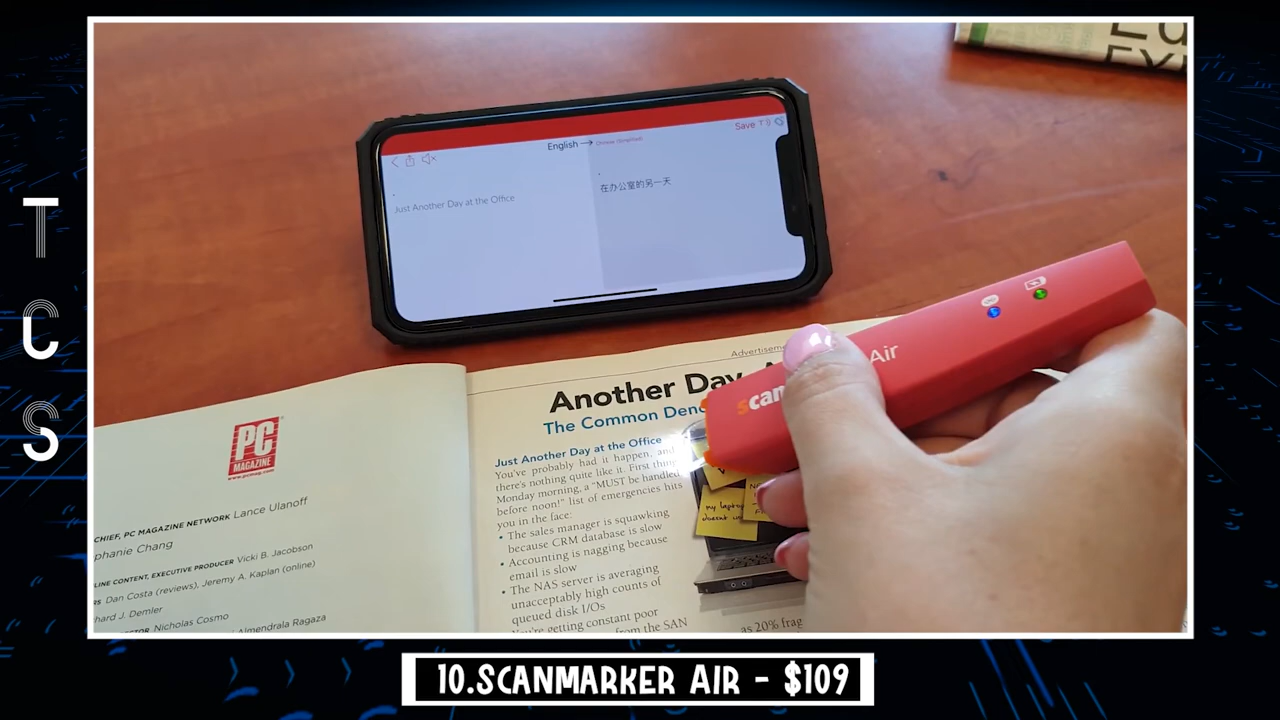 T
C
S
Save
English →
Just Another Day at the Office
在办公室的另一天
Air
Another Day
The Common
Just Another Day at the Office
You've probably had it happen, and
there's nothing quite like it. First thing
Monday morning, a "MUST be handled
before noon!" list of emergencies hits
you in the face:
• The sales manager is squawking
because CRM database is slow
• Accounting is nagging because
email is slow
• The NAS server is averaging
unacceptably high counts of
queued disk I/Os
You're getting constant poor
from the SAN
as 20% frag
my laptop
PC
MAGAZINE
www.pcmag.com
CHIEF, PC MAGAZINE NETWORK Lance Ulanoff
phanie Chang
LINE CONTENT, EXECUTIVE PRODUCER Vicki B. Jacobson
Dan Costa (reviews), Jeremy A. Kaplan (online)
hard J. Demler
Nicholas Cosmo
Almendrala Ragaza
10.SCANMARKER AIR - $109